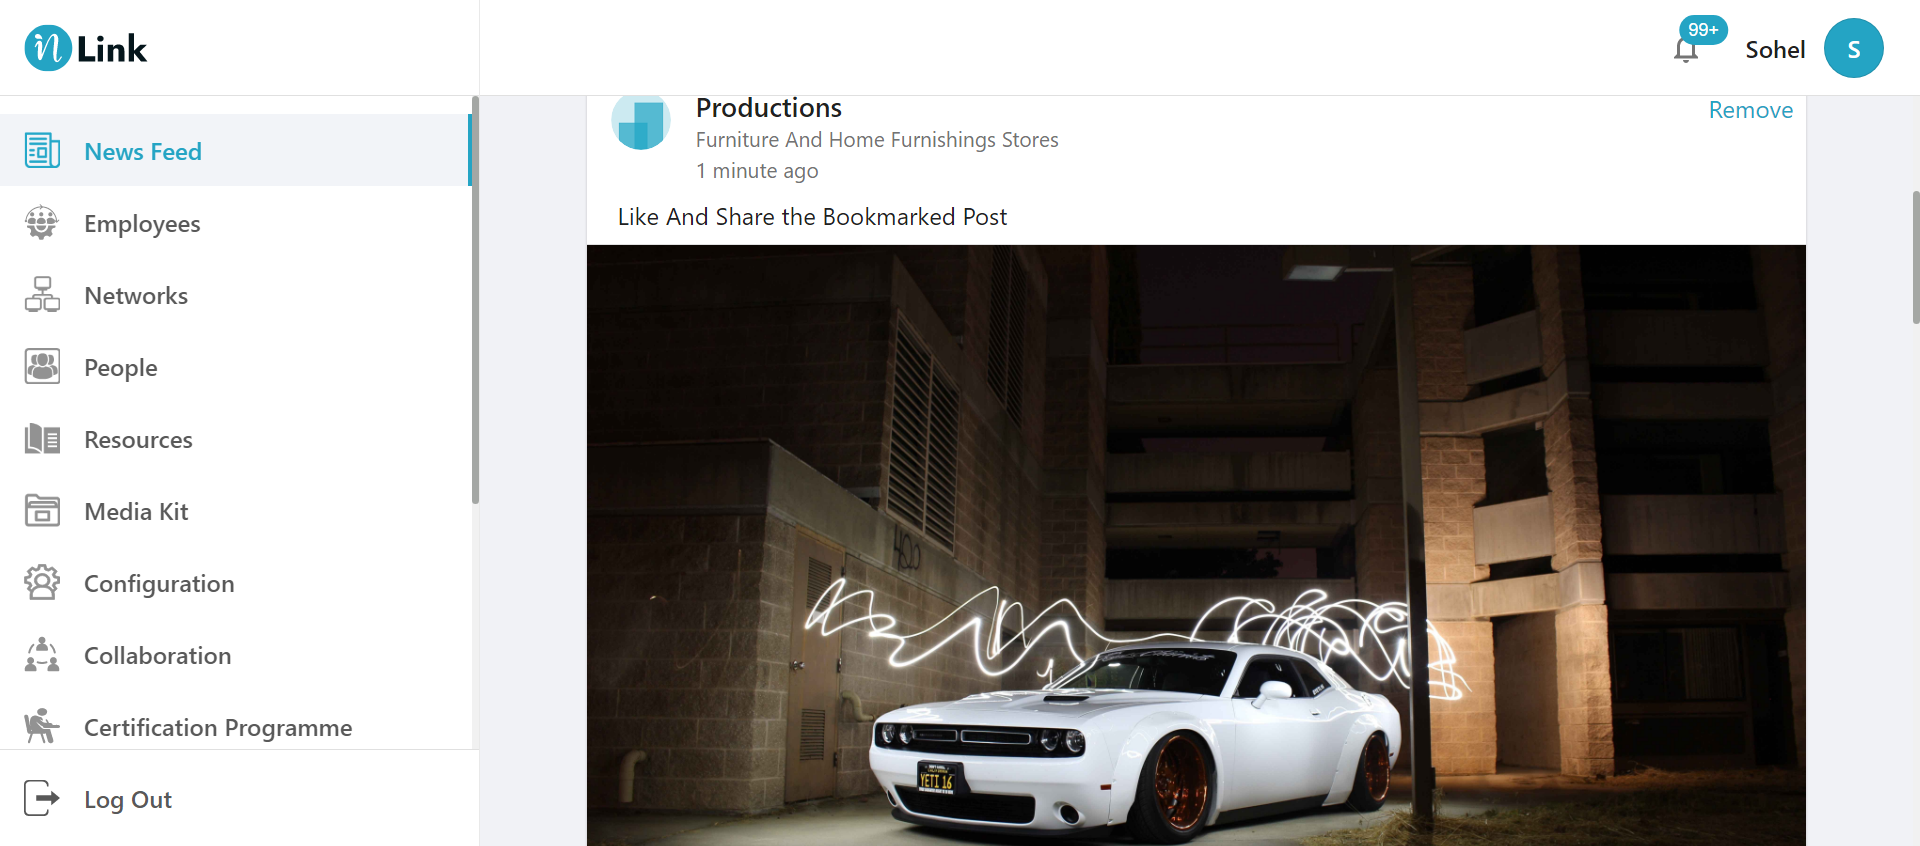 n Link
99+
Sohel
S
News Feed
Employees
Networks
People
Resources
Media Kit
Configuration
Collaboration
Certification Programme
Log Out
Productions
Remove
Furniture And Home Furnishings Stores
1 minute ago
Like And Share the Bookmarked Post
YETI 16